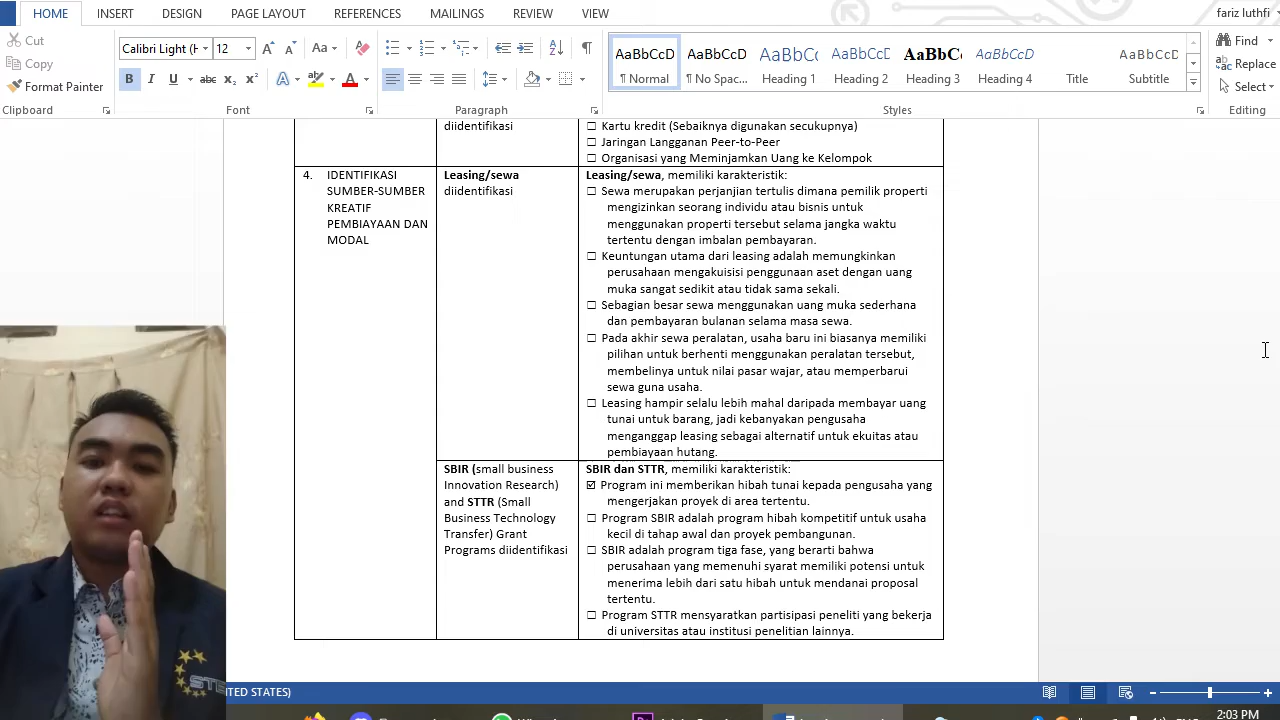 HOME INSERT DESIGN PAGE LAYOUT REFERENCES MAILINGS REVIEW VIEW fariz luthfi
Cut
Copy
Format Painter
Clipboard
Calibri Light (H 12
Font
Paragraph
AaBbCcD AaBbCcD AaBbC( AaBbCcD AaBbC( AaBbCcD AaBbCcD
¶ Normal ¶ No Spac... Heading 1 Heading 2 Heading 3 Heading 4 Title Subtitle
Styles
Find
Replace
Select
Editing
diidentifikasi
☐ Kartu kredit (Sebaiknya digunakan secukupnya)
☐ Jaringan Langganan Peer-to-Peer
☐ Organisasi yang Meminjamkan Uang ke Kelompok
4. IDENTIFIKASI
SUMBER-SUMBER
KREATIF
PEMBIAYAAN DAN
MODAL
Leasing/sewa
diidentifikasi
Leasing/sewa, memiliki karakteristik:
☐ Sewa merupakan perjanjian tertulis dimana pemilik properti
mengizinkan seorang individu atau bisnis untuk
menggunakan properti tersebut selama jangka waktu
tertentu dengan imbalan pembayaran.
☐ Keuntungan utama dari leasing adalah memungkinkan
perusahaan mengakuisisi penggunaan aset dengan uang
muka sangat sedikit atau tidak sama sekali.
☐ Sebagian besar sewa menggunakan uang muka sederhana
dan pembayaran bulanan selama masa sewa.
☐ Pada akhir sewa peralatan, usaha baru ini biasanya memiliki
pilihan untuk berhenti menggunakan peralatan tersebut,
membelinya untuk nilai pasar wajar, atau memperbarui
sewa guna usaha.
☐ Leasing hampir selalu lebih mahal daripada membayar uang
tunai untuk barang, jadi kebanyakan pengusaha
menganggap leasing sebagai alternatif untuk ekuitas atau
pembiayaan hutang.
SBIR (small business
Innovation Research)
and STTR (Small
Business Technology
Transfer) Grant
Programs diidentifikasi
SBIR dan STTR, memiliki karakteristik:
☑ Program ini memberikan hibah tunai kepada pengusaha yang
mengerjakan proyek di area tertentu.
☐ Program SBIR adalah program hibah kompetitif untuk usaha
kecil di tahap awal dan proyek pembangunan.
☐ SBIR adalah program tiga fase, yang berarti bahwa
perusahaan yang memenuhi syarat memiliki potensi untuk
menerima lebih dari satu hibah untuk mendanai proposal
tertentu.
☐ Program STTR mensyaratkan partisipasi peneliti yang bekerja
di universitas atau institusi penelitian lainnya.
ITED STATES)
2:03 PM